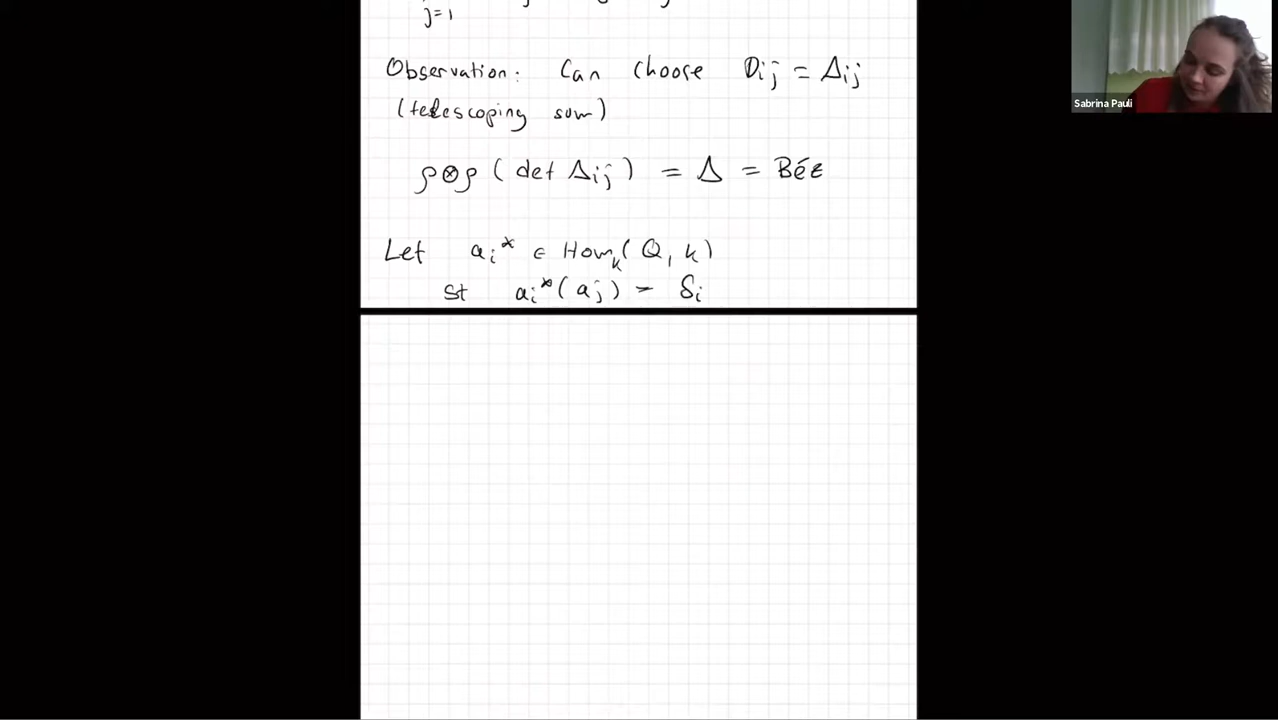 j=1
Observation: Can choose Dij = Δij
(telescoping sum)
ρ⊗ρ ( det Δij ) = Δ = Béz
Let ai* ∈ Homk( Q, k )
st ai*( aj ) = δi
Sabrina Pauli